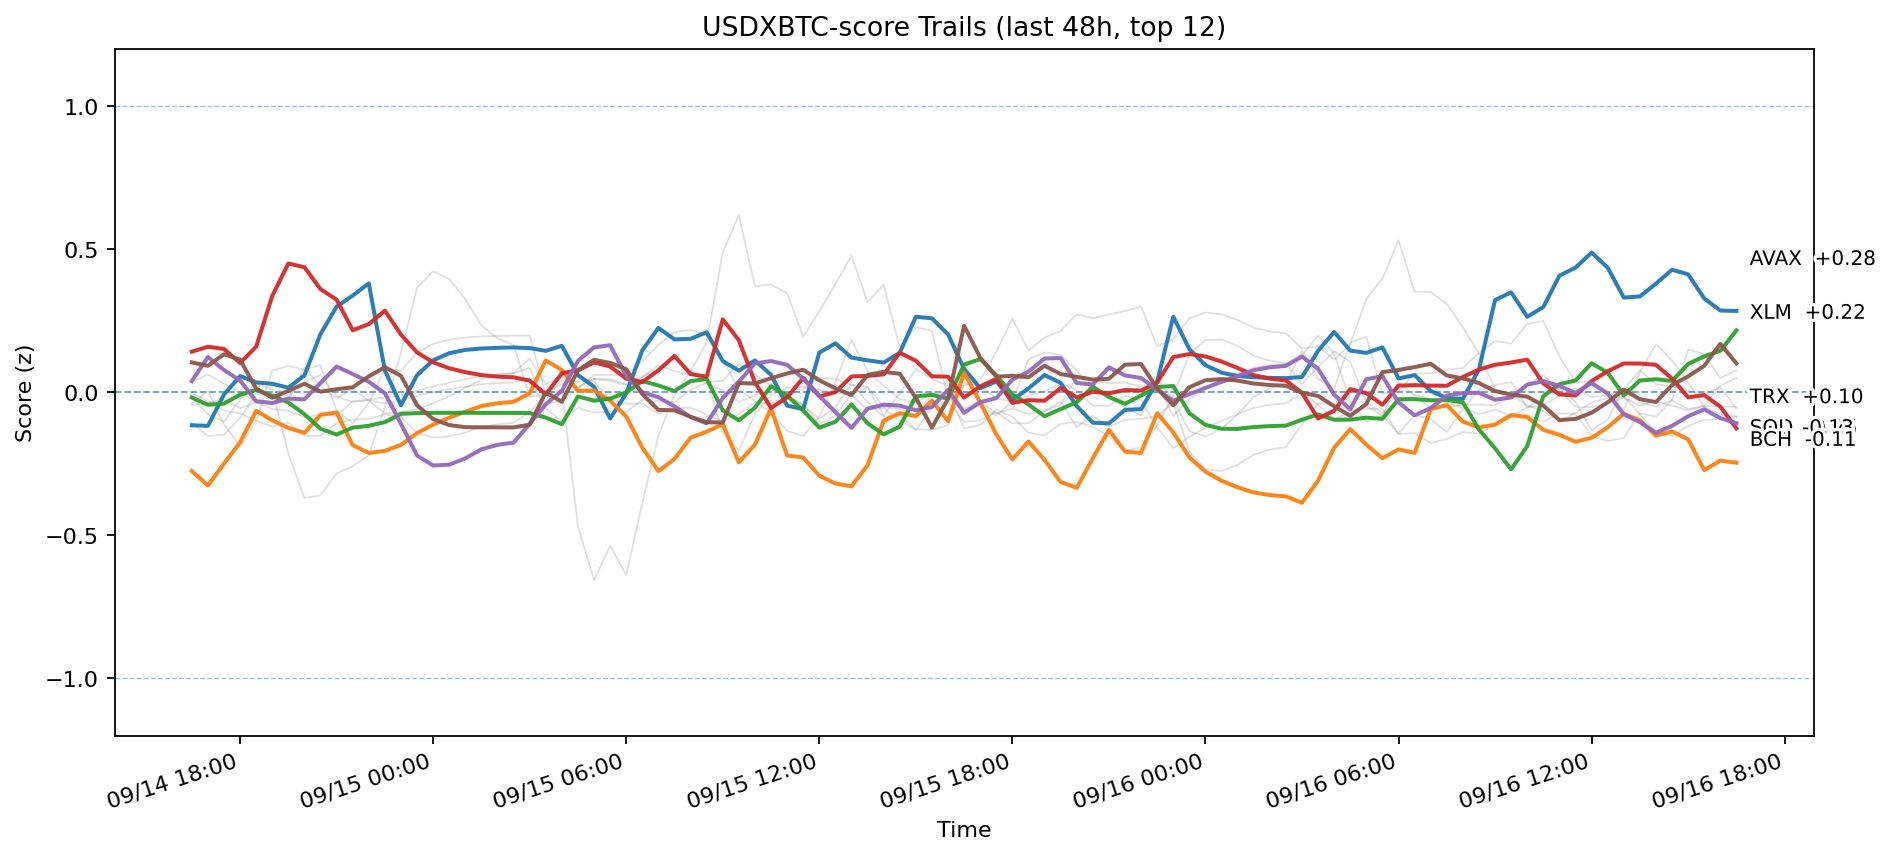 USDXBTC-score Trails (last 48h, top 12)
Score (z)
1.0
0.5
0.0
−0.5
−1.0
AVAX +0.28
XLM +0.22
TRX +0.10
BCH -0.11
09/14 18:00
09/15 00:00
09/15 06:00
09/15 12:00
09/15 18:00
09/16 00:00
09/16 06:00
09/16 12:00
09/16 18:00
Time